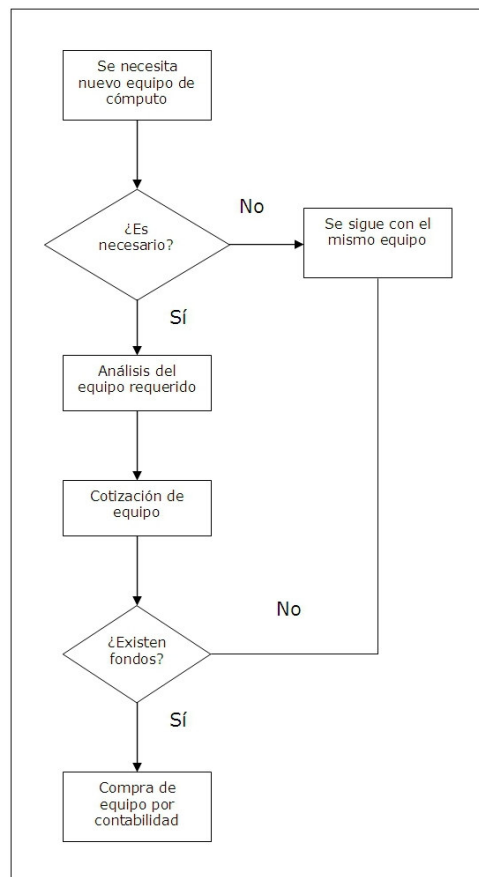 Se necesita
nuevo equipo de
cómputo
¿Es
necesario?
No
Se sigue con el
mismo equipo
Sí
Análisis del
equipo requerido
Cotización de
equipo
¿Existen
fondos?
No
Sí
Compra de
equipo por
contabilidad